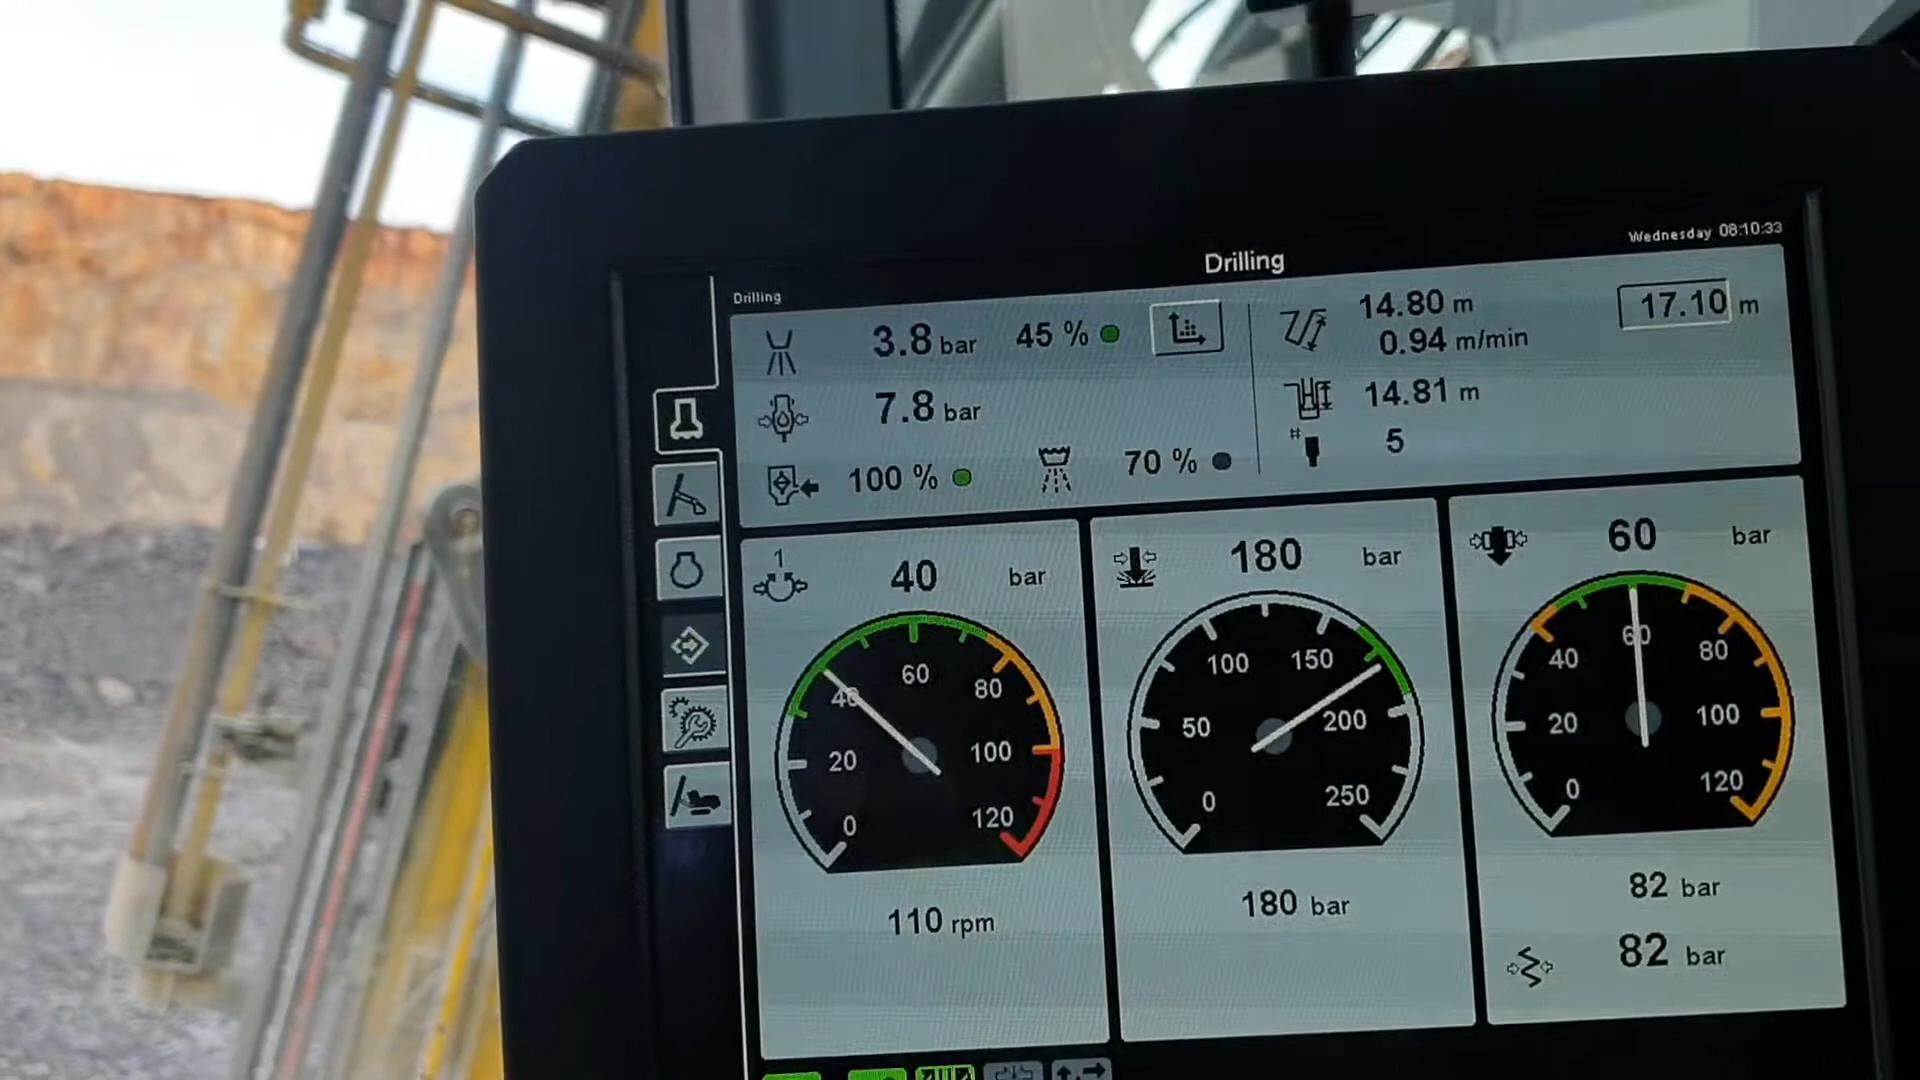 Wednesday 08:10:33
Drilling
Drilling
3.8 bar 45 %
14.80 m
17.10 m
0.94 m/min
7.8 bar
14.81 m
100 %
70 %
# 5
1
40 bar
0 20 40 60 80 100 120
110 rpm
180 bar
0 50 100 150 200 250
180 bar
60 bar
0 20 40 60 80 100 120
82 bar
82 bar